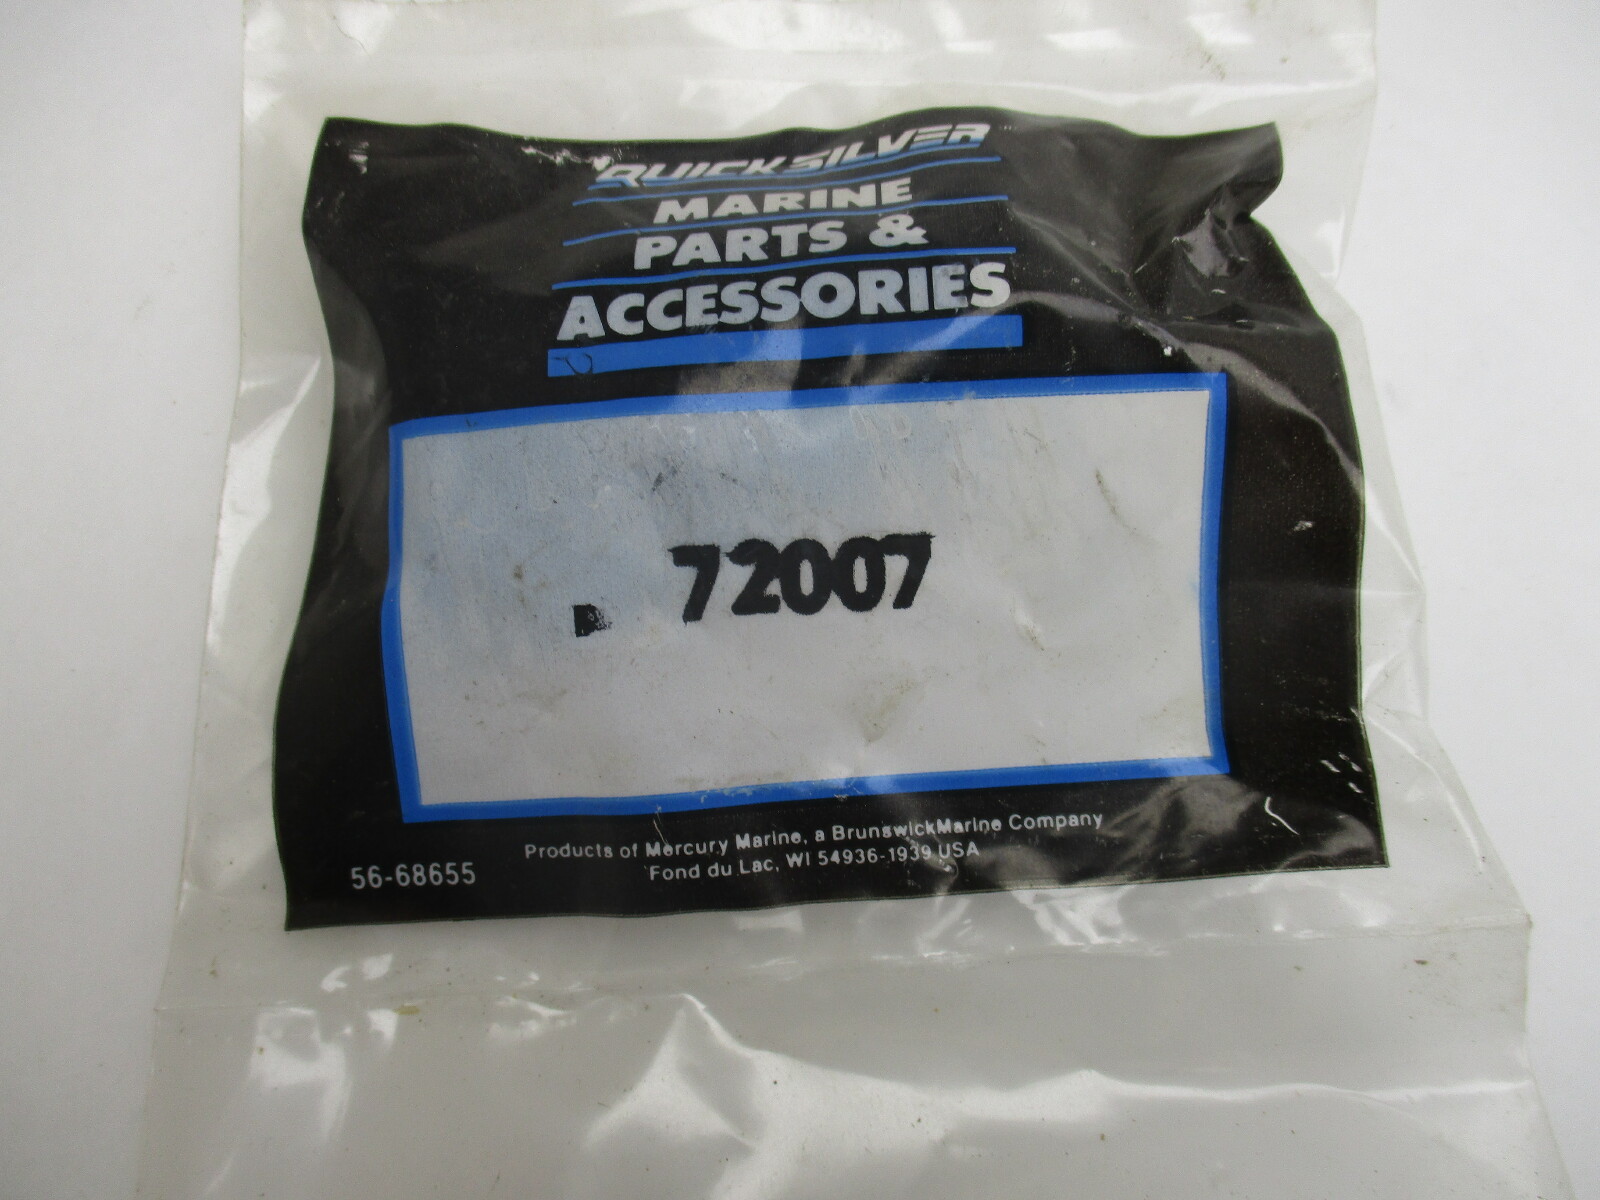 QUICKSILVER
MARINE
PARTS &
ACCESSORIES
72007
Products of Mercury Marine, a BrunswickMarine Company
Fond du Lac, WI 54936-1939 USA
56-68655